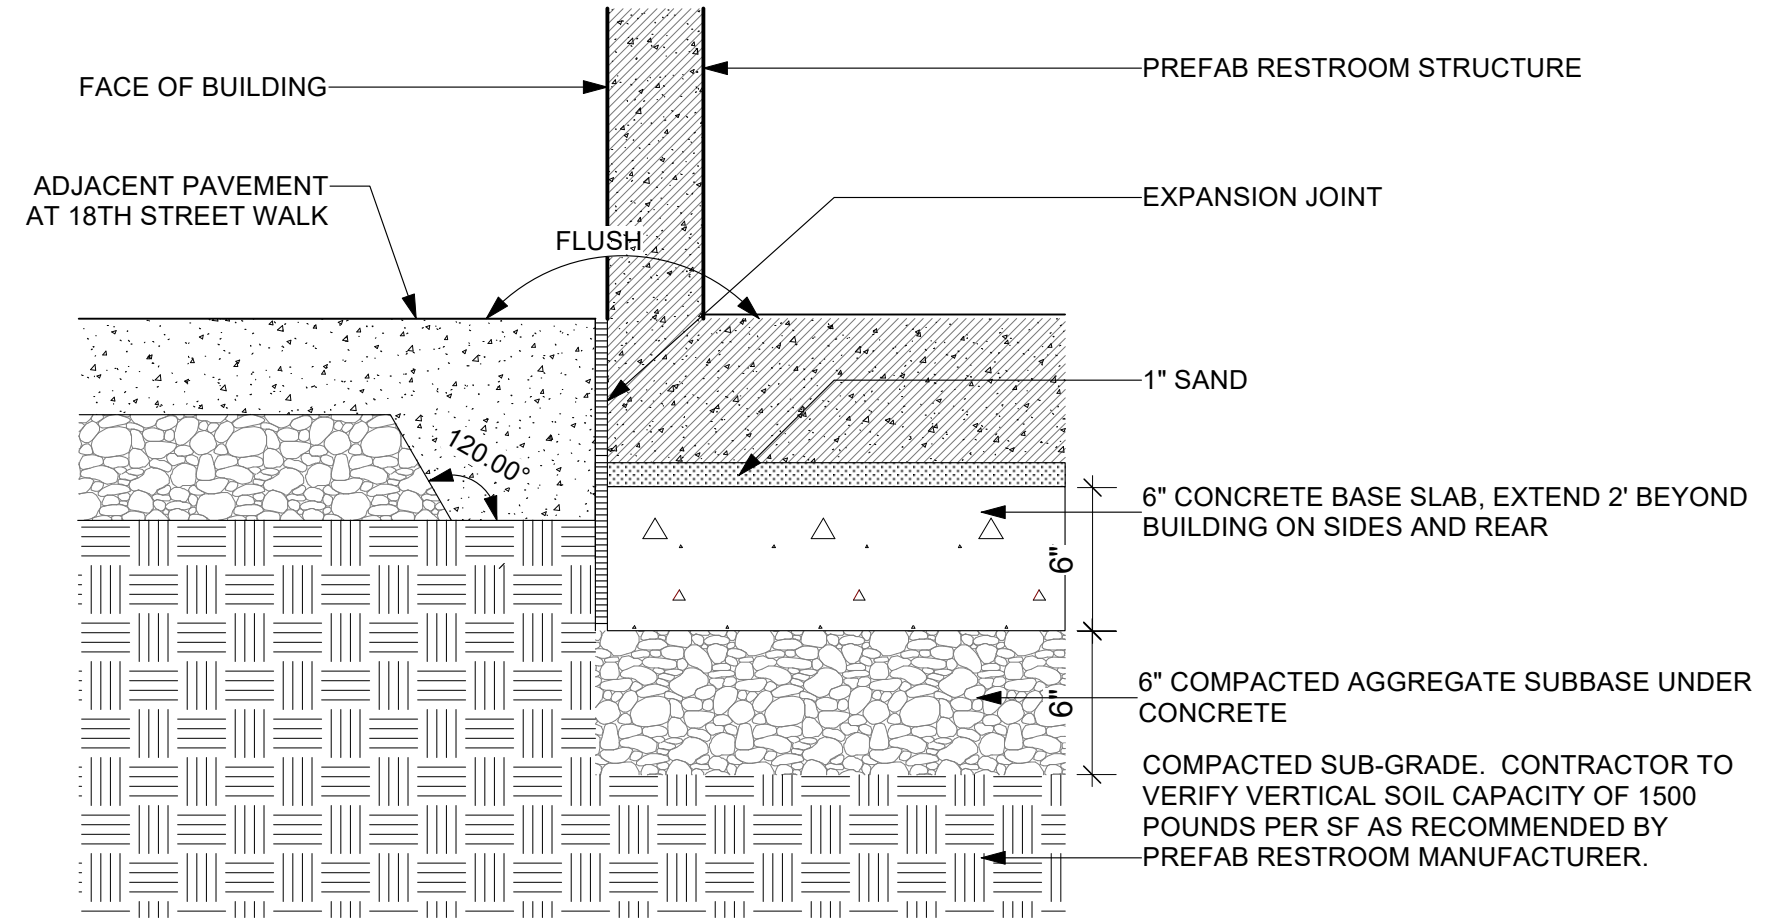 FACE OF BUILDING
PREFAB RESTROOM STRUCTURE
ADJACENT PAVEMENT
AT 18TH STREET WALK
EXPANSION JOINT
FLUSH
1" SAND
120.00°
6" CONCRETE BASE SLAB, EXTEND 2' BEYOND
BUILDING ON SIDES AND REAR
6"
6" COMPACTED AGGREGATE SUBBASE UNDER
CONCRETE
6"
COMPACTED SUB-GRADE. CONTRACTOR TO
VERIFY VERTICAL SOIL CAPACITY OF 1500
POUNDS PER SF AS RECOMMENDED BY
PREFAB RESTROOM MANUFACTURER.